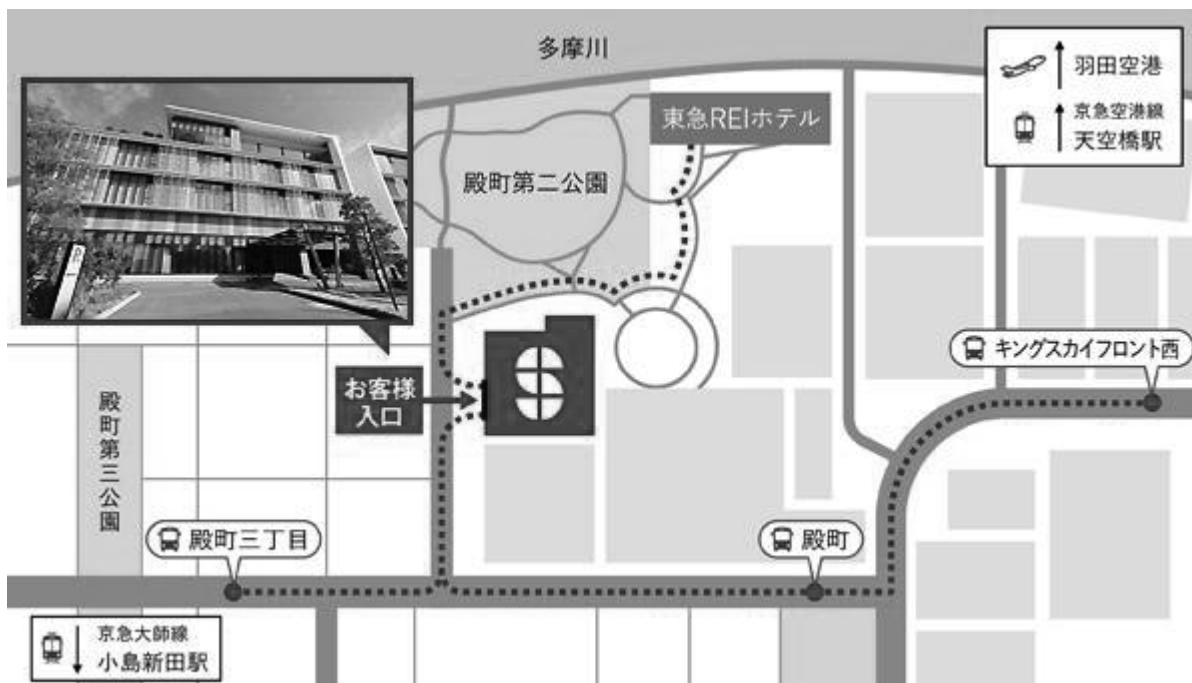 多摩川
羽田空港
京急空港線
天空橋駅
東急REIホテル
殿町第二公園
キングスカイフロント西
お客様
入口
殿町第三公園
殿町三丁目
殿町
京急大師線
小島新田駅